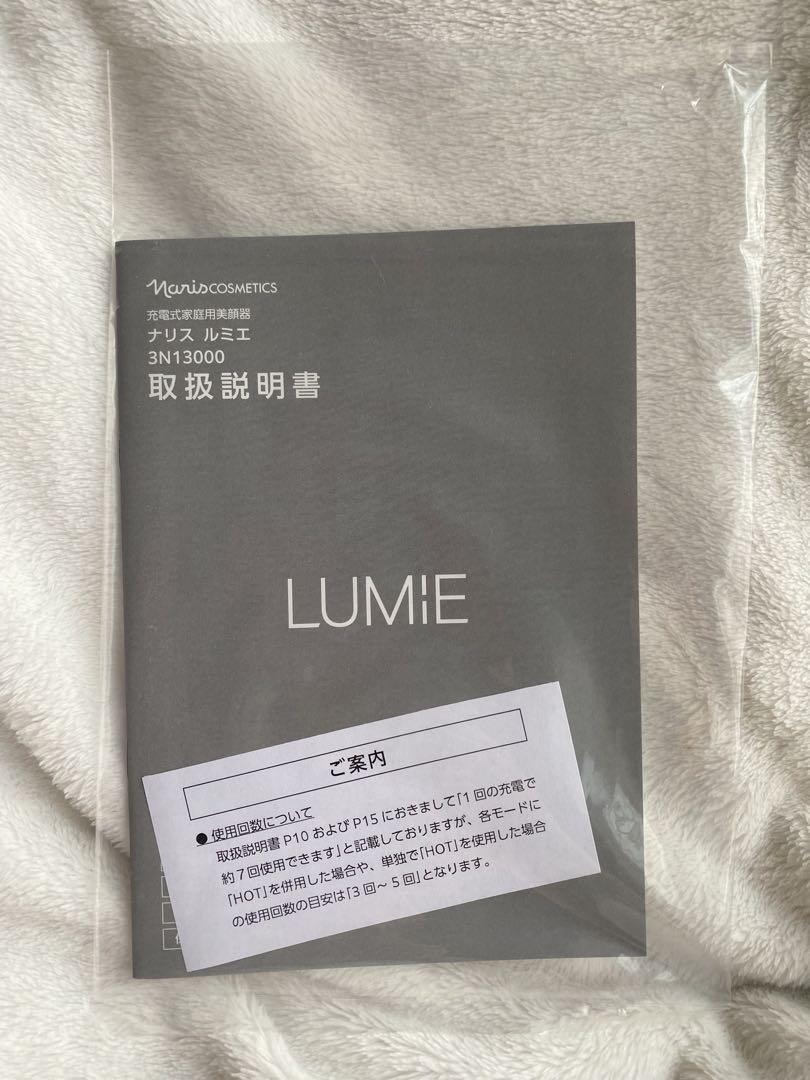 Naris COSMETICS
充電式家庭用美顔器
ナリス ルミエ
3N13000
取扱説明書
LUMIE
ご案内
● 使用回数について
取扱説明書 P10 および P15 におきまして「1 回の充電で
約 7 回使用できます」と記載しておりますが、各モードに
「HOT」を併用した場合や、単独で「HOT」を使用した場合
の使用回数の目安は「3 回～ 5 回」となります。